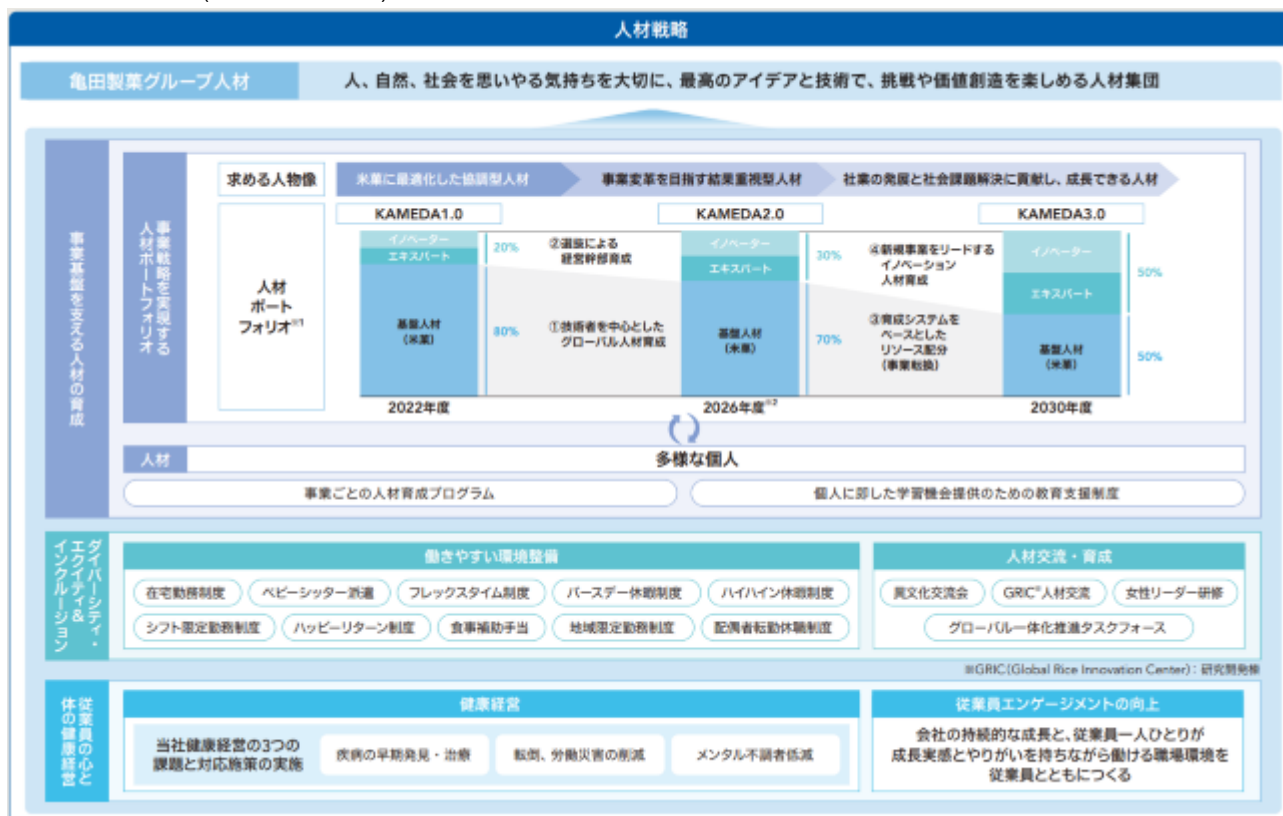 人材戦略
亀田製菓グループ人材
人、自然、社会を思いやる気持ちを大切に、最高のアイデアと技術で、挑戦や価値創造を楽しめる人材集団
事業基盤を支える人材の育成
事業戦略を実現する
人材ポートフォリオ
求める人物像
米菓に最適化した協調型人材
事業変革を目指す結果重視型人材
社業の発展と社会課題解決に貢献し、成長できる人材
人材
ポート
フォリオ※1
KAMEDA1.0
イノベーター
エキスパート
基盤人材
(米菓)
20%
80%
2022年度
②選抜による
経営幹部育成
①技術者を中心とした
グローバル人材育成
KAMEDA2.0
イノベーター
エキスパート
基盤人材
(米菓)
30%
70%
2026年度※2
④新規事業をリードする
イノベーション
人材育成
③育成システムを
ベースとした
リソース配分
(事業転換)
KAMEDA3.0
イノベーター
エキスパート
基盤人材
(米菓)
50%
50%
2030年度
人材
多様な個人
事業ごとの人材育成プログラム
個人に即した学習機会提供のための教育支援制度
ダイバーシティ・
エクイティ&
インクルージョン
働きやすい環境整備
在宅勤務制度
ベビーシッター派遣
フレックスタイム制度
バースデー休暇制度
ハイハイン休暇制度
シフト限定勤務制度
ハッピーリターン制度
食事補助手当
地域限定勤務制度
配偶者転勤休職制度
人材交流・育成
異文化交流会
GRIC※人材交流
女性リーダー研修
グローバル一体化推進タスクフォース
※GRIC(Global Rice Innovation Center):研究開発棟
従業員の心と
体の健康経営
健康経営
当社健康経営の3つの
課題と対応施策の実施
疾病の早期発見・治療
転倒、労働災害の削減
メンタル不調者低減
従業員エンゲージメントの向上
会社の持続的な成長と、従業員一人ひとりが
成長実感とやりがいを持ちながら働ける職場環境を
従業員とともにつくる